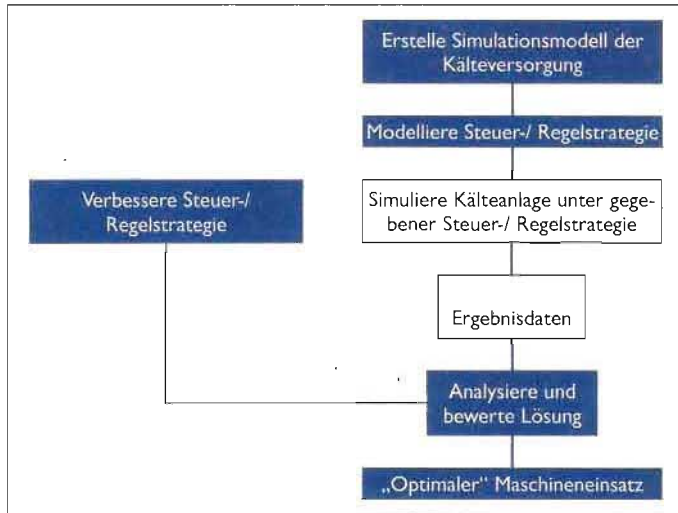 Erstelle Simulationsmodell der
Kälteversorgung
Modelliere Steuer-/ Regelstrategie
Verbessere Steuer-/
Regelstrategie
Simuliere Kälteanlage unter gege-
bener Steuer-/ Regelstrategie
Ergebnisdaten
Analysiere und
bewerte Lösung
„Optimaler“ Maschineneinsatz